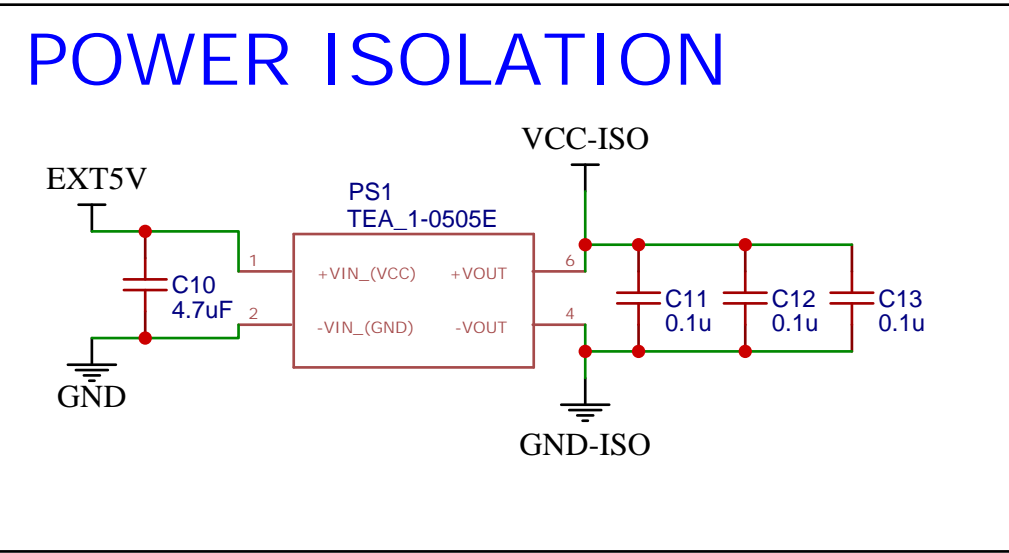 POWER ISOLATION
VCC-ISO
EXT5V
PS1
TEA_1-0505E
1
+VIN_(VCC)
+VOUT
6
C10
4.7uF
2
-VIN_(GND)
-VOUT
4
C11
0.1u
C12
0.1u
C13
0.1u
GND
GND-ISO